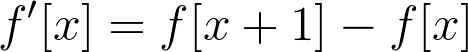 f′[x] = f[x + 1] − f[x]